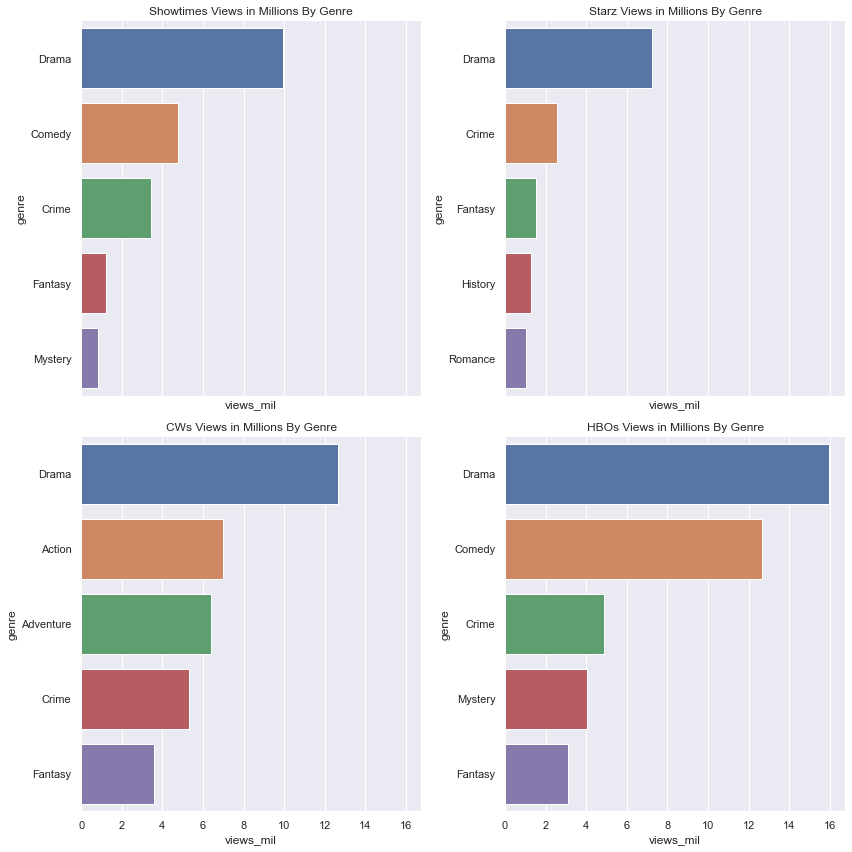 Showtimes Views in Millions By Genre
Drama
Comedy
Crime
Fantasy
Mystery
genre
views_mil
Starz Views in Millions By Genre
Drama
Crime
Fantasy
History
Romance
genre
views_mil
CWs Views in Millions By Genre
Drama
Action
Adventure
Crime
Fantasy
genre
0 2 4 6 8 10 12 14 16
views_mil
HBOs Views in Millions By Genre
Drama
Comedy
Crime
Mystery
Fantasy
genre
0 2 4 6 8 10 12 14 16
views_mil